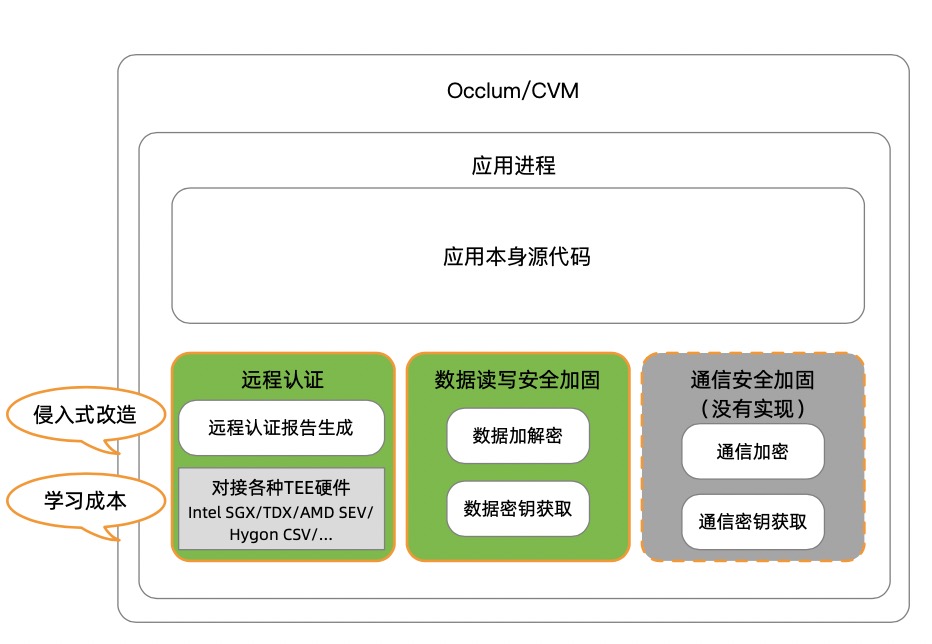 Occlum/CVM
应用进程
应用本身源代码
远程认证
远程认证报告生成
对接各种TEE硬件
Intel SGX/TDX/AMD SEV/
Hygon CSV/...
数据读写安全加固
数据加解密
数据密钥获取
通信安全加固
（没有实现）
通信加密
通信密钥获取
侵入式改造
学习成本